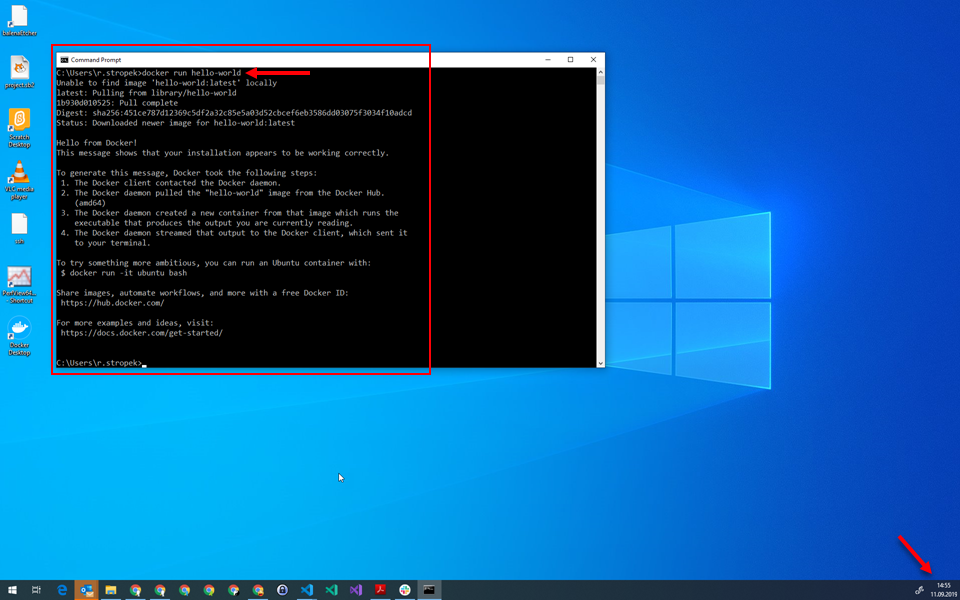 balenaEtcher
Command Prompt
C:\Users\r.stropek>docker run hello-world
Unable to find image 'hello-world:latest' locally
latest: Pulling from library/hello-world
1b930d010525: Pull complete
Digest: sha256:451ce787d12369c5df2a32c85e5a03d52cbcef6eb3586dd03075f3034f10adcd
Status: Downloaded newer image for hello-world:latest
Hello from Docker!
This message shows that your installation appears to be working correctly.
To generate this message, Docker took the following steps:
1. The Docker client contacted the Docker daemon.
2. The Docker daemon pulled the "hello-world" image from the Docker Hub.
(amd64)
3. The Docker daemon created a new container from that image which runs the
executable that produces the output you are currently reading.
4. The Docker daemon streamed that output to the Docker client, which sent it
to your terminal.
To try something more ambitious, you can run an Ubuntu container with:
$ docker run -it ubuntu bash
Share images, automate workflows, and more with a free Docker ID:
https://hub.docker.com/
For more examples and ideas, visit:
https://docs.docker.com/get-started/
C:\Users\r.stropek>
Scratch
Desktop
VLC media
player
- Shortcut
Docker
Desktop
14:55
11.09.2019